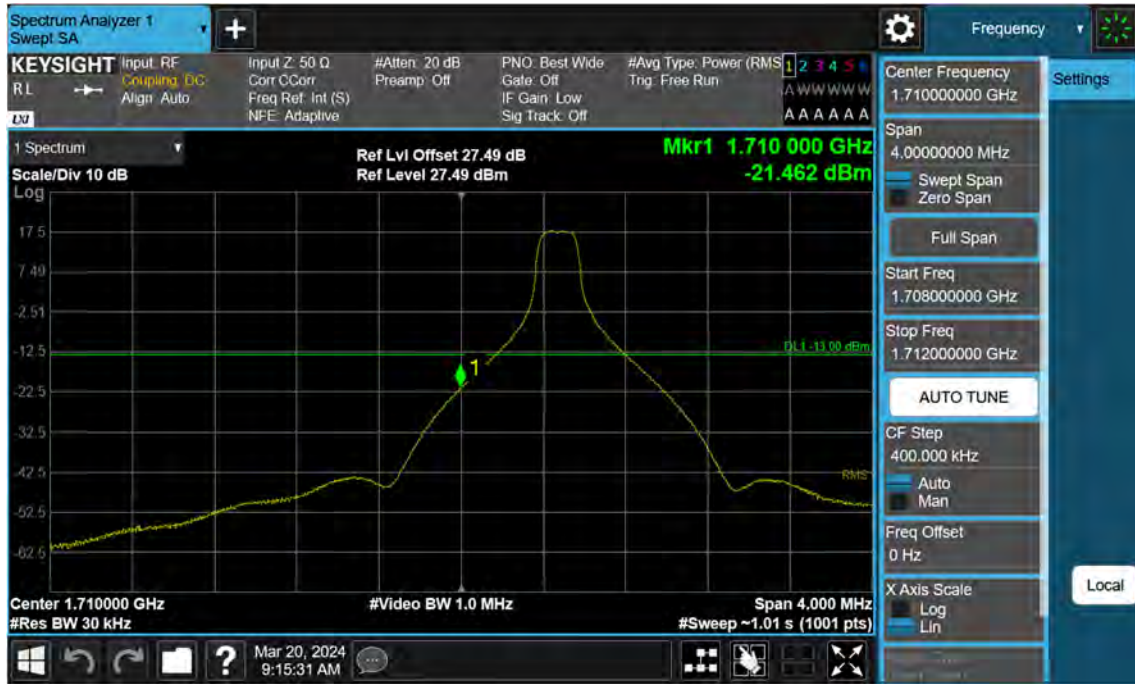 Spectrum Analyzer 1
Swept SA
+
Frequency
KEYSIGHT
RL
LXI
Input: RF
Coupling: DC
Align: Auto
Input Z: 50 Ω
Corr CCorr
Freq Ref: Int (S)
NFE: Adaptive
#Atten: 20 dB
Preamp: Off
PNO: Best Wide
Gate: Off
IF Gain: Low
Sig Track: Off
#Avg Type: Power (RMS
Trig: Free Run
1 2 3 4 5 6
A W W W W W
A A A A A A
1 Spectrum
Scale/Div 10 dB
Log
Ref Lvl Offset 27.49 dB
Ref Level 27.49 dBm
Mkr1 1.710 000 GHz
-21.462 dBm
17.5
7.49
-2.51
-12.5
-22.5
-32.5
-42.5
-52.5
-62.5
DL1 -13.00 dBm
1
RMS
Center 1.710000 GHz
#Res BW 30 kHz
#Video BW 1.0 MHz
Span 4.000 MHz
#Sweep ~1.01 s (1001 pts)
Center Frequency
1.710000000 GHz
Settings
Span
4.00000000 MHz
Swept Span
Zero Span
Full Span
Start Freq
1.708000000 GHz
Stop Freq
1.712000000 GHz
AUTO TUNE
CF Step
400.000 kHz
Auto
Man
Freq Offset
0 Hz
X Axis Scale
Log
Lin
Local
?
Mar 20, 2024
9:15:31 AM